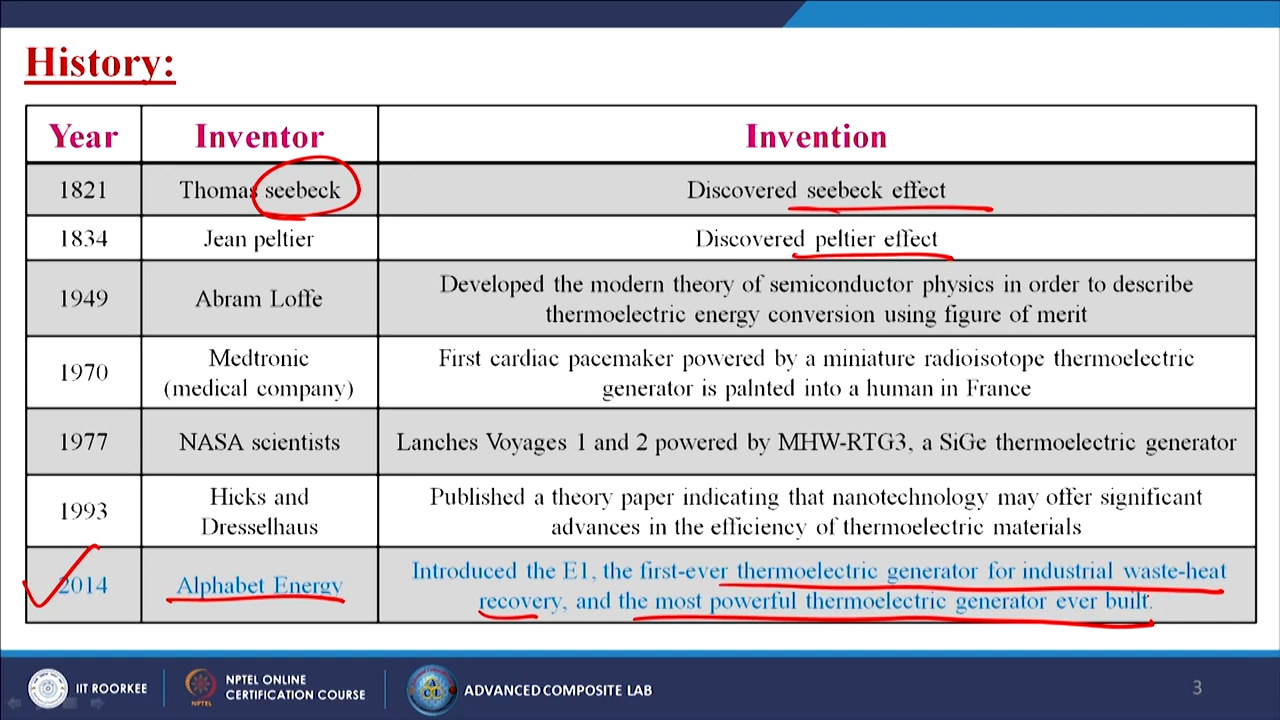 History:
Year Inventor Invention
1821 Thomas seebeck Discovered seebeck effect
1834 Jean peltier Discovered peltier effect
1949 Abram Loffe Developed the modern theory of semiconductor physics in order to describe
thermoelectric energy conversion using figure of merit
1970 Medtronic
(medical company)
First cardiac pacemaker powered by a miniature radioisotope thermoelectric
generator is palnted into a human in France
1977 NASA scientists Lanches Voyages 1 and 2 powered by MHW-RTG3, a SiGe thermoelectric generator
1993 Hicks and
Dresselhaus
Published a theory paper indicating that nanotechnology may offer significant
advances in the efficiency of thermoelectric materials
2014 Alphabet Energy Introduced the E1, the first-ever thermoelectric generator for industrial waste-heat
recovery, and the most powerful thermoelectric generator ever built.
IIT ROORKEE
NPTEL
NPTEL ONLINE
CERTIFICATION COURSE
ADVANCED COMPOSITE LAB
3